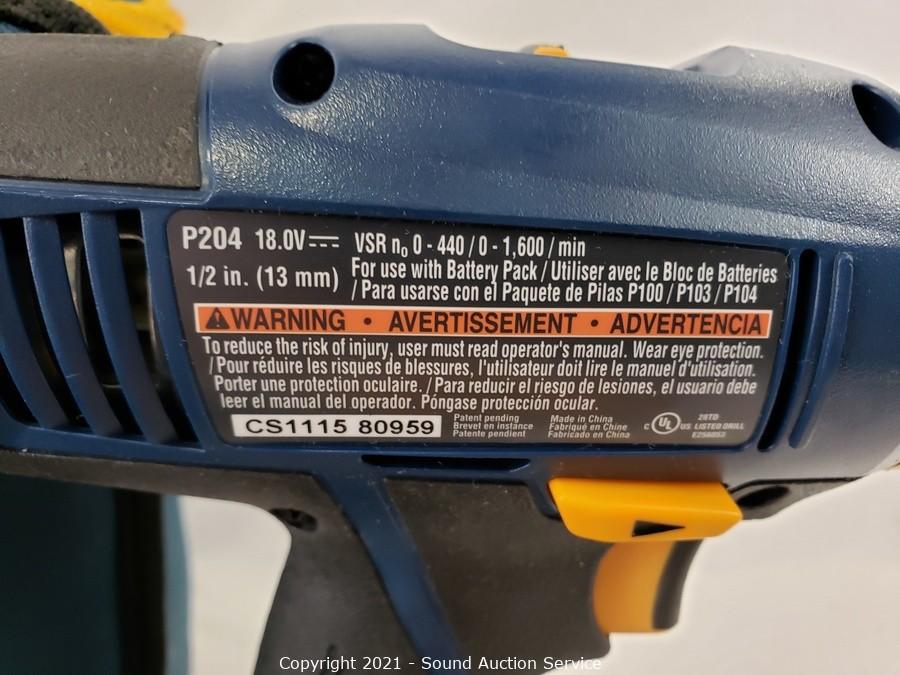 P204 18.0V⎓ VSR n₀ 0 - 440 / 0 - 1,600 / min
1/2 in. (13 mm) For use with Battery Pack / Utiliser avec le Bloc de Batteries
/ Para usarse con el Paquete de Pilas P100 / P103 / P104
⚠WARNING • AVERTISSEMENT • ADVERTENCIA
To reduce the risk of injury, user must read operator's manual. Wear eye protection.
/ Pour réduire les risques de blessures, l'utilisateur doit lire le manuel d'utilisation.
Porter une protection oculaire. / Para reducir el riesgo de lesiones, el usuario debe
leer el manual del operador. Póngase protección ocular.
CS1115 80959
Patent pending
Brevet en instance
Patente pendient
Made in China
Fabriqué en Chine
Fabricado en China
C UL US
28TD
LISTED DRILL
E256053
Copyright 2021 - Sound Auction Service